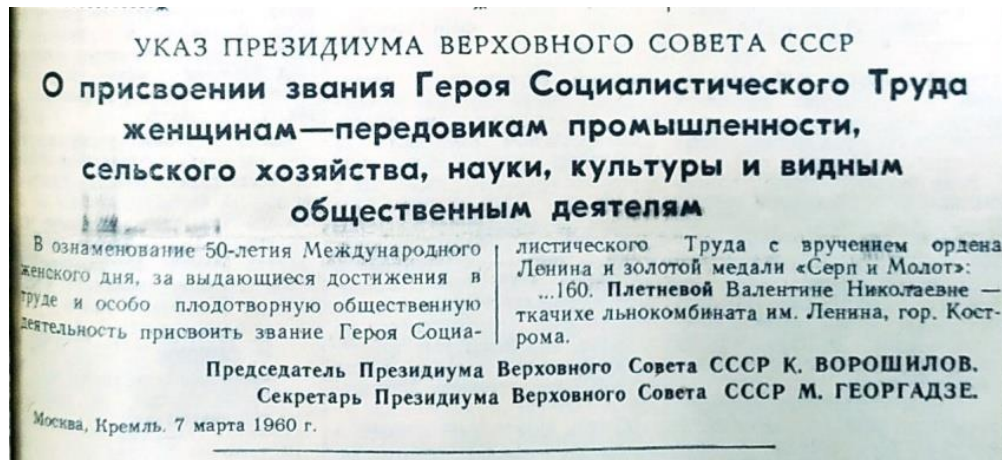 УКАЗ ПРЕЗИДИУМА ВЕРХОВНОГО СОВЕТА СССР
О присвоении звания Героя Социалистического Труда
женщинам—передовикам промышленности,
сельского хозяйства, науки, культуры и видным
общественным деятелям
В ознаменование 50-летия Международного
женского дня, за выдающиеся достижения в
труде и особо плодотворную общественную
деятельность присвоить звание Героя Социа-
листического Труда с вручением ордена
Ленина и золотой медали «Серп и Молот»:
...160. Плетневой Валентине Николаевне —
ткачихе льнокомбината им. Ленина, гор. Кост-
рома.
Председатель Президиума Верховного Совета СССР К. ВОРОШИЛОВ.
Секретарь Президиума Верховного Совета СССР М. ГЕОРГАДЗЕ.
Москва, Кремль. 7 марта 1960 г.